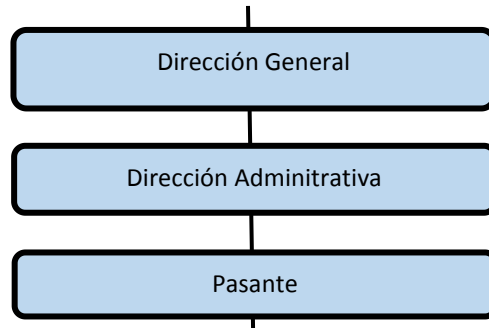 Dirección General
Dirección Adminitrativa
Pasante